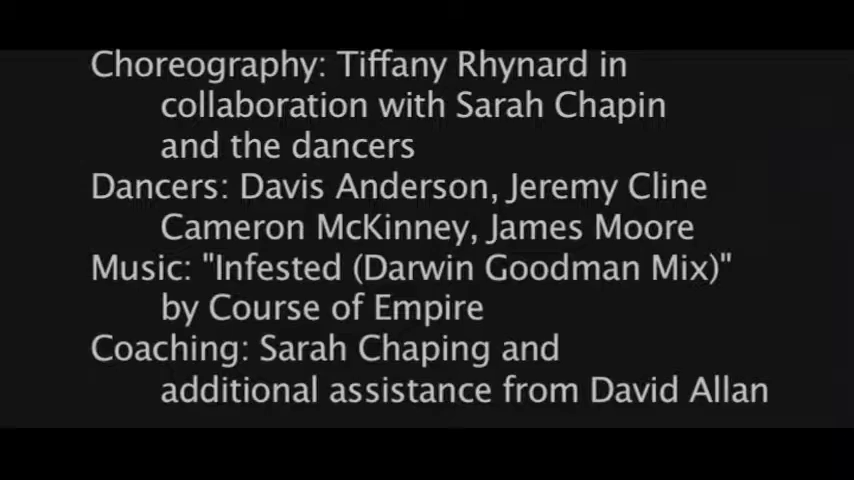 Choreography: Tiffany Rhynard in
collaboration with Sarah Chapin
and the dancers
Dancers: Davis Anderson, Jeremy Cline
Cameron McKinney, James Moore
Music: "Infested (Darwin Goodman Mix)"
by Course of Empire
Coaching: Sarah Chaping and
additional assistance from David Allan